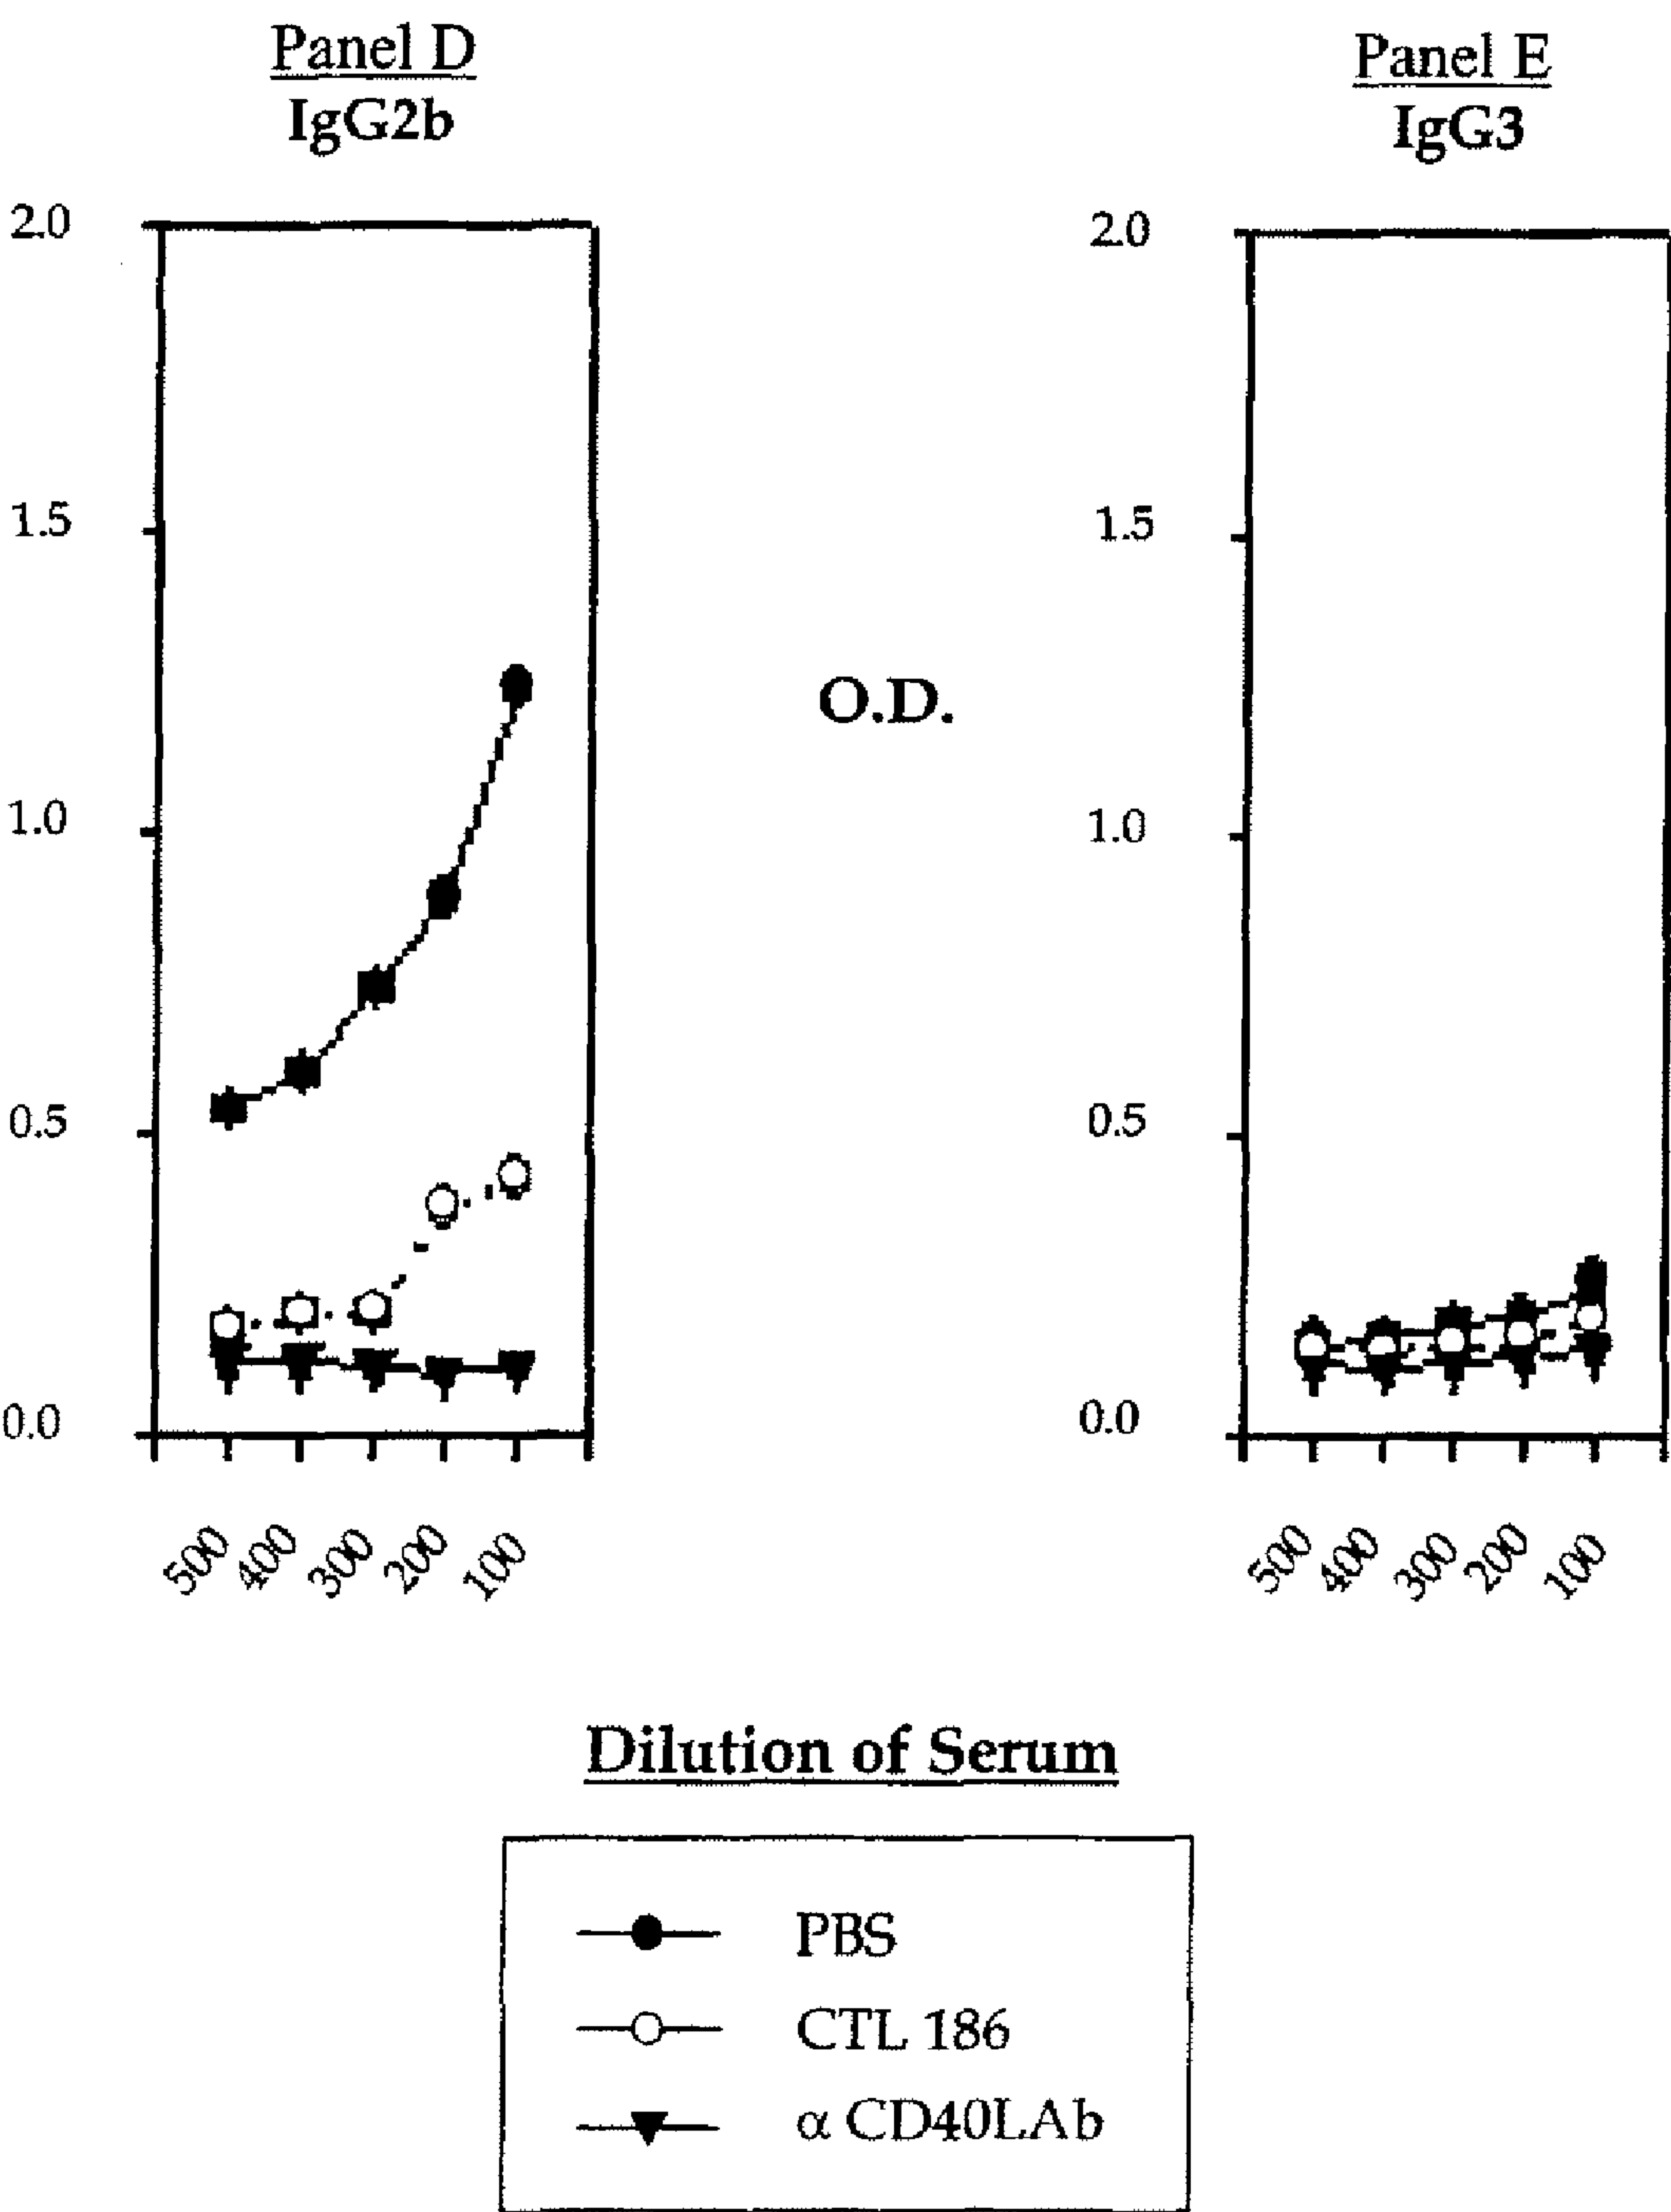 Panel D
IgG2b
2.0
1.5
1.0
0.5
0.0
500
400
300
200
100
O.D.
Panel E
IgG3
2.0
1.5
1.0
0.5
0.0
500
400
300
200
100
Dilution of Serum
PBS
CTL 186
α CD40LAb